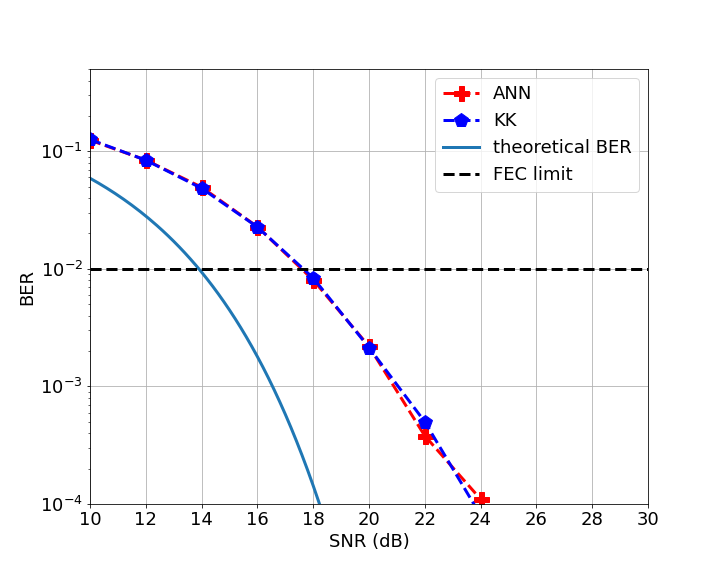 ANN
KK
theoretical BER
FEC limit
10⁻¹
10⁻²
10⁻³
10⁻⁴
BER
10 12 14 16 18 20 22 24 26 28 30
SNR (dB)